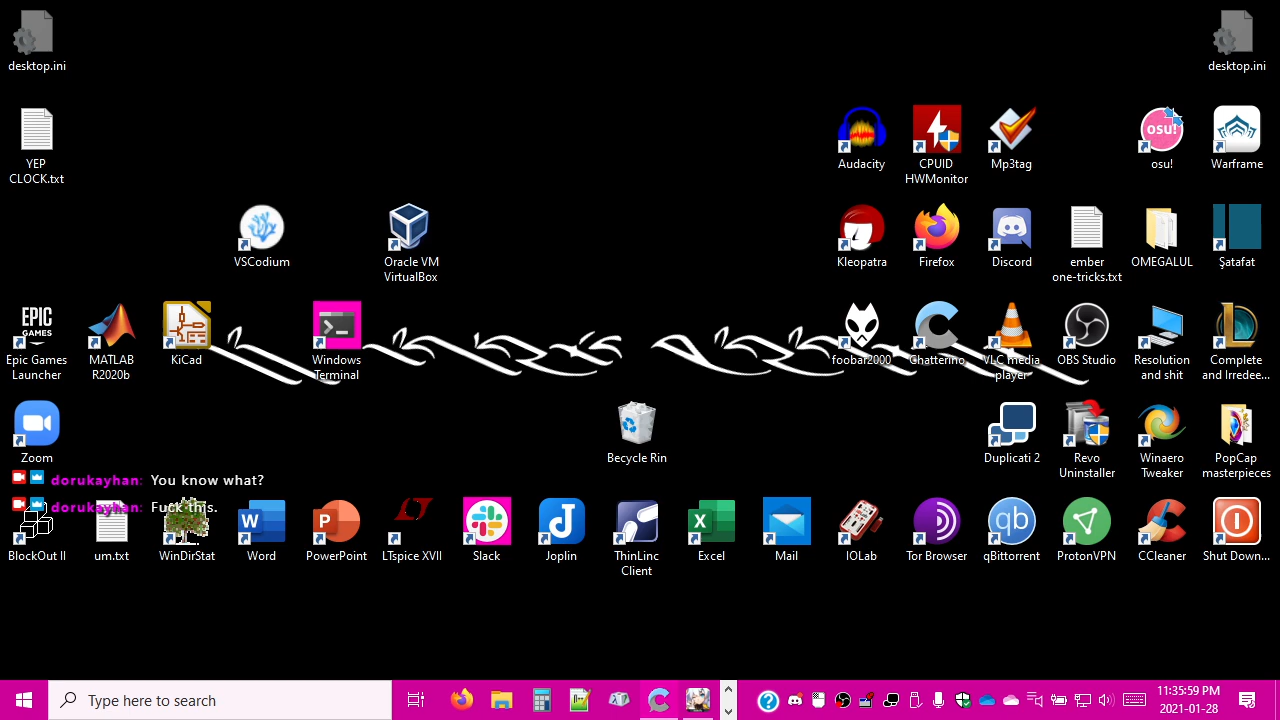 desktop.ini
desktop.ini
YEP
CLOCK.txt
Audacity
CPUID
HWMonitor
Mp3tag
osu!
osu!
Warframe
VSCodium
Oracle VM
VirtualBox
Kleopatra
Firefox
Discord
ember
one-tricks.txt
OMEGALUL
Şatafat
EPIC
GAMES
Epic Games
Launcher
MATLAB
R2020b
KiCad
Windows
Terminal
foobar2000
Chatterino
VLC media
player
OBS Studio
Resolution
and shit
Complete
and Irredee...
Zoom
Becycle Rin
Duplicati 2
Revo
Uninstaller
Winaero
Tweaker
PopCap
masterpieces
dorukayhan: You know what?
dorukayhan: Fuck this.
BlockOut II
um.txt
WinDirStat
W
Word
P
PowerPoint
LTspice XVII
Slack
J
Joplin
ThinLinc
Client
X
Excel
Mail
IOLab
Tor Browser
qb
qBittorrent
ProtonVPN
CCleaner
Shut Down...
Type here to search
11:35:59 PM
2021-01-28